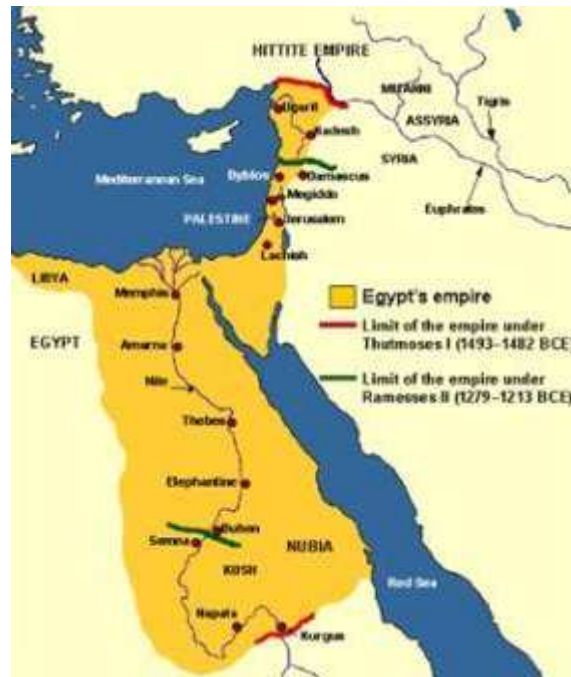 HITTITE EMPIRE
MITANNI
Tigris
Ugarit
ASSYRIA
Kadesh
SYRIA
Mediterranean Sea
Byblos
Damascus
Megiddo
Euphrates
PALESTINE
Jerusalem
Lachish
LIBYA
Memphis
Egypt's empire
Limit of the empire under
Thutmoses I (1493–1482 BCE)
EGYPT
Amarna
Limit of the empire under
Ramesses II (1279–1213 BCE)
Nile
Thebes
Elephantine
Buhen
Semna
NUBIA
KUSH
Red Sea
Napata
Kurgus